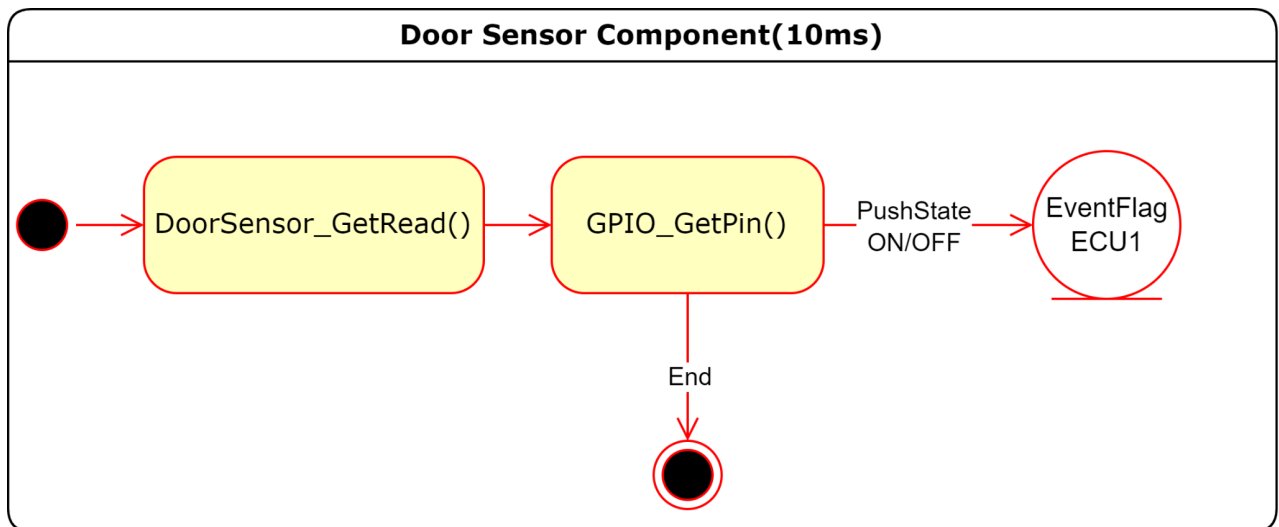 Door Sensor Component(10ms)
DoorSensor_GetRead()
GPIO_GetPin()
PushState
ON/OFF
EventFlag
ECU1
End